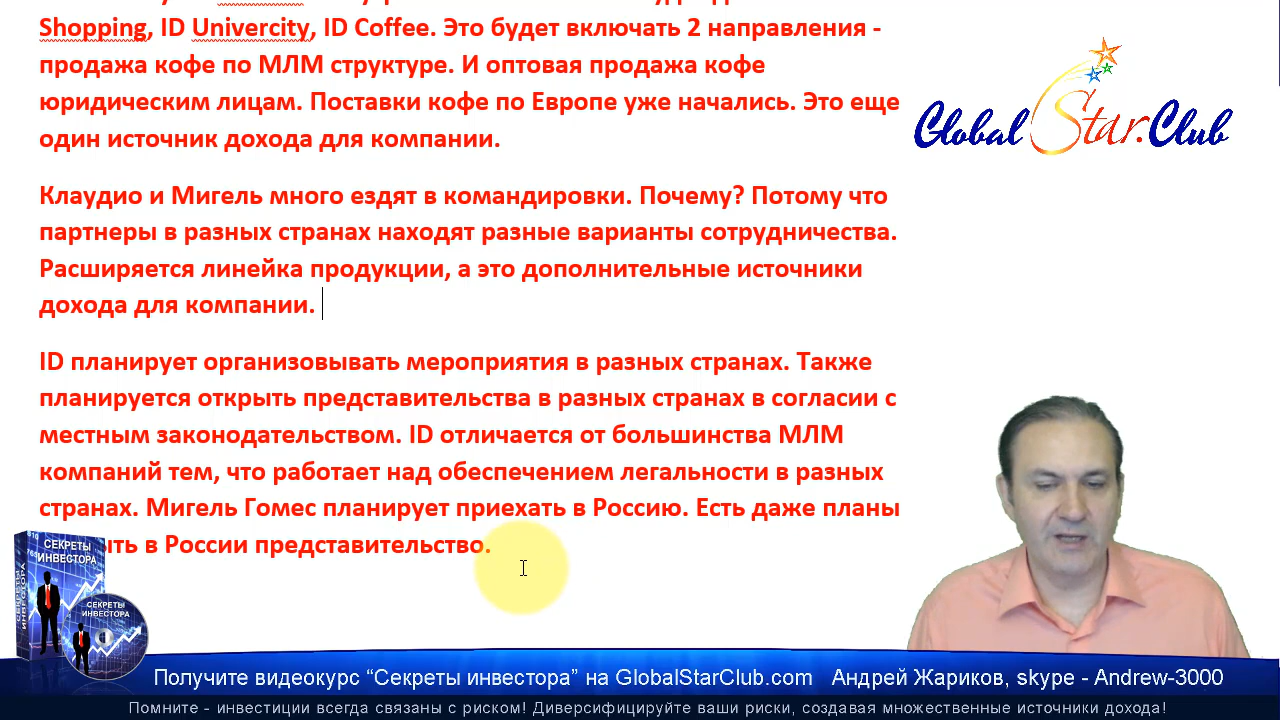 Shopping, ID Univercity, ID Coffee. Это будет включать 2 направления -
продажа кофе по МЛМ структуре. И оптовая продажа кофе
юридическим лицам. Поставки кофе по Европе уже начались. Это еще
один источник дохода для компании.
Global Star.Club
Клаудио и Мигель много ездят в командировки. Почему? Потому что
партнеры в разных странах находят разные варианты сотрудничества.
Расширяется линейка продукции, а это дополнительные источники
дохода для компании.
ID планирует организовывать мероприятия в разных странах. Также
планируется открыть представительства в разных странах в согласии с
местным законодательством. ID отличается от большинства МЛМ
компаний тем, что работает над обеспечением легальности в разных
странах. Мигель Гомес планирует приехать в Россию. Есть даже планы
ыть в России представительство.
СЕКРЕТЫ
ИНВЕСТОРА
СЕКРЕТЫ ИНВЕСТОРА
СЕКРЕТЫ
ИНВЕСТОРА
Получите видеокурс “Секреты инвестора” на GlobalStarClub.com Андрей Жариков, skype - Andrew-3000
Помните - инвестиции всегда связаны с риском! Диверсифицируйте ваши риски, создавая множественные источники дохода!